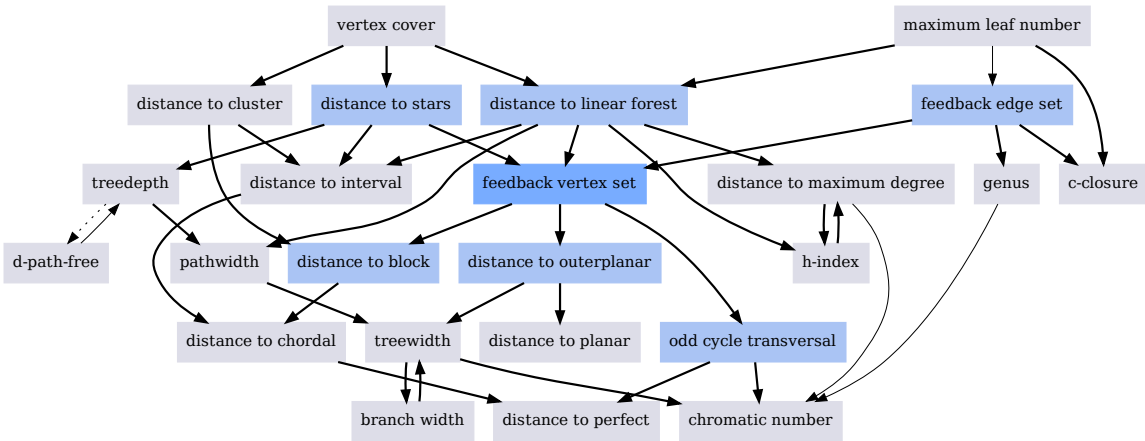 vertex cover
maximum leaf number
distance to cluster
distance to stars
distance to linear forest
feedback edge set
treedepth
distance to interval
feedback vertex set
distance to maximum degree
genus
c-closure
d-path-free
pathwidth
distance to block
distance to outerplanar
h-index
distance to chordal
treewidth
distance to planar
odd cycle transversal
branch width
distance to perfect
chromatic number